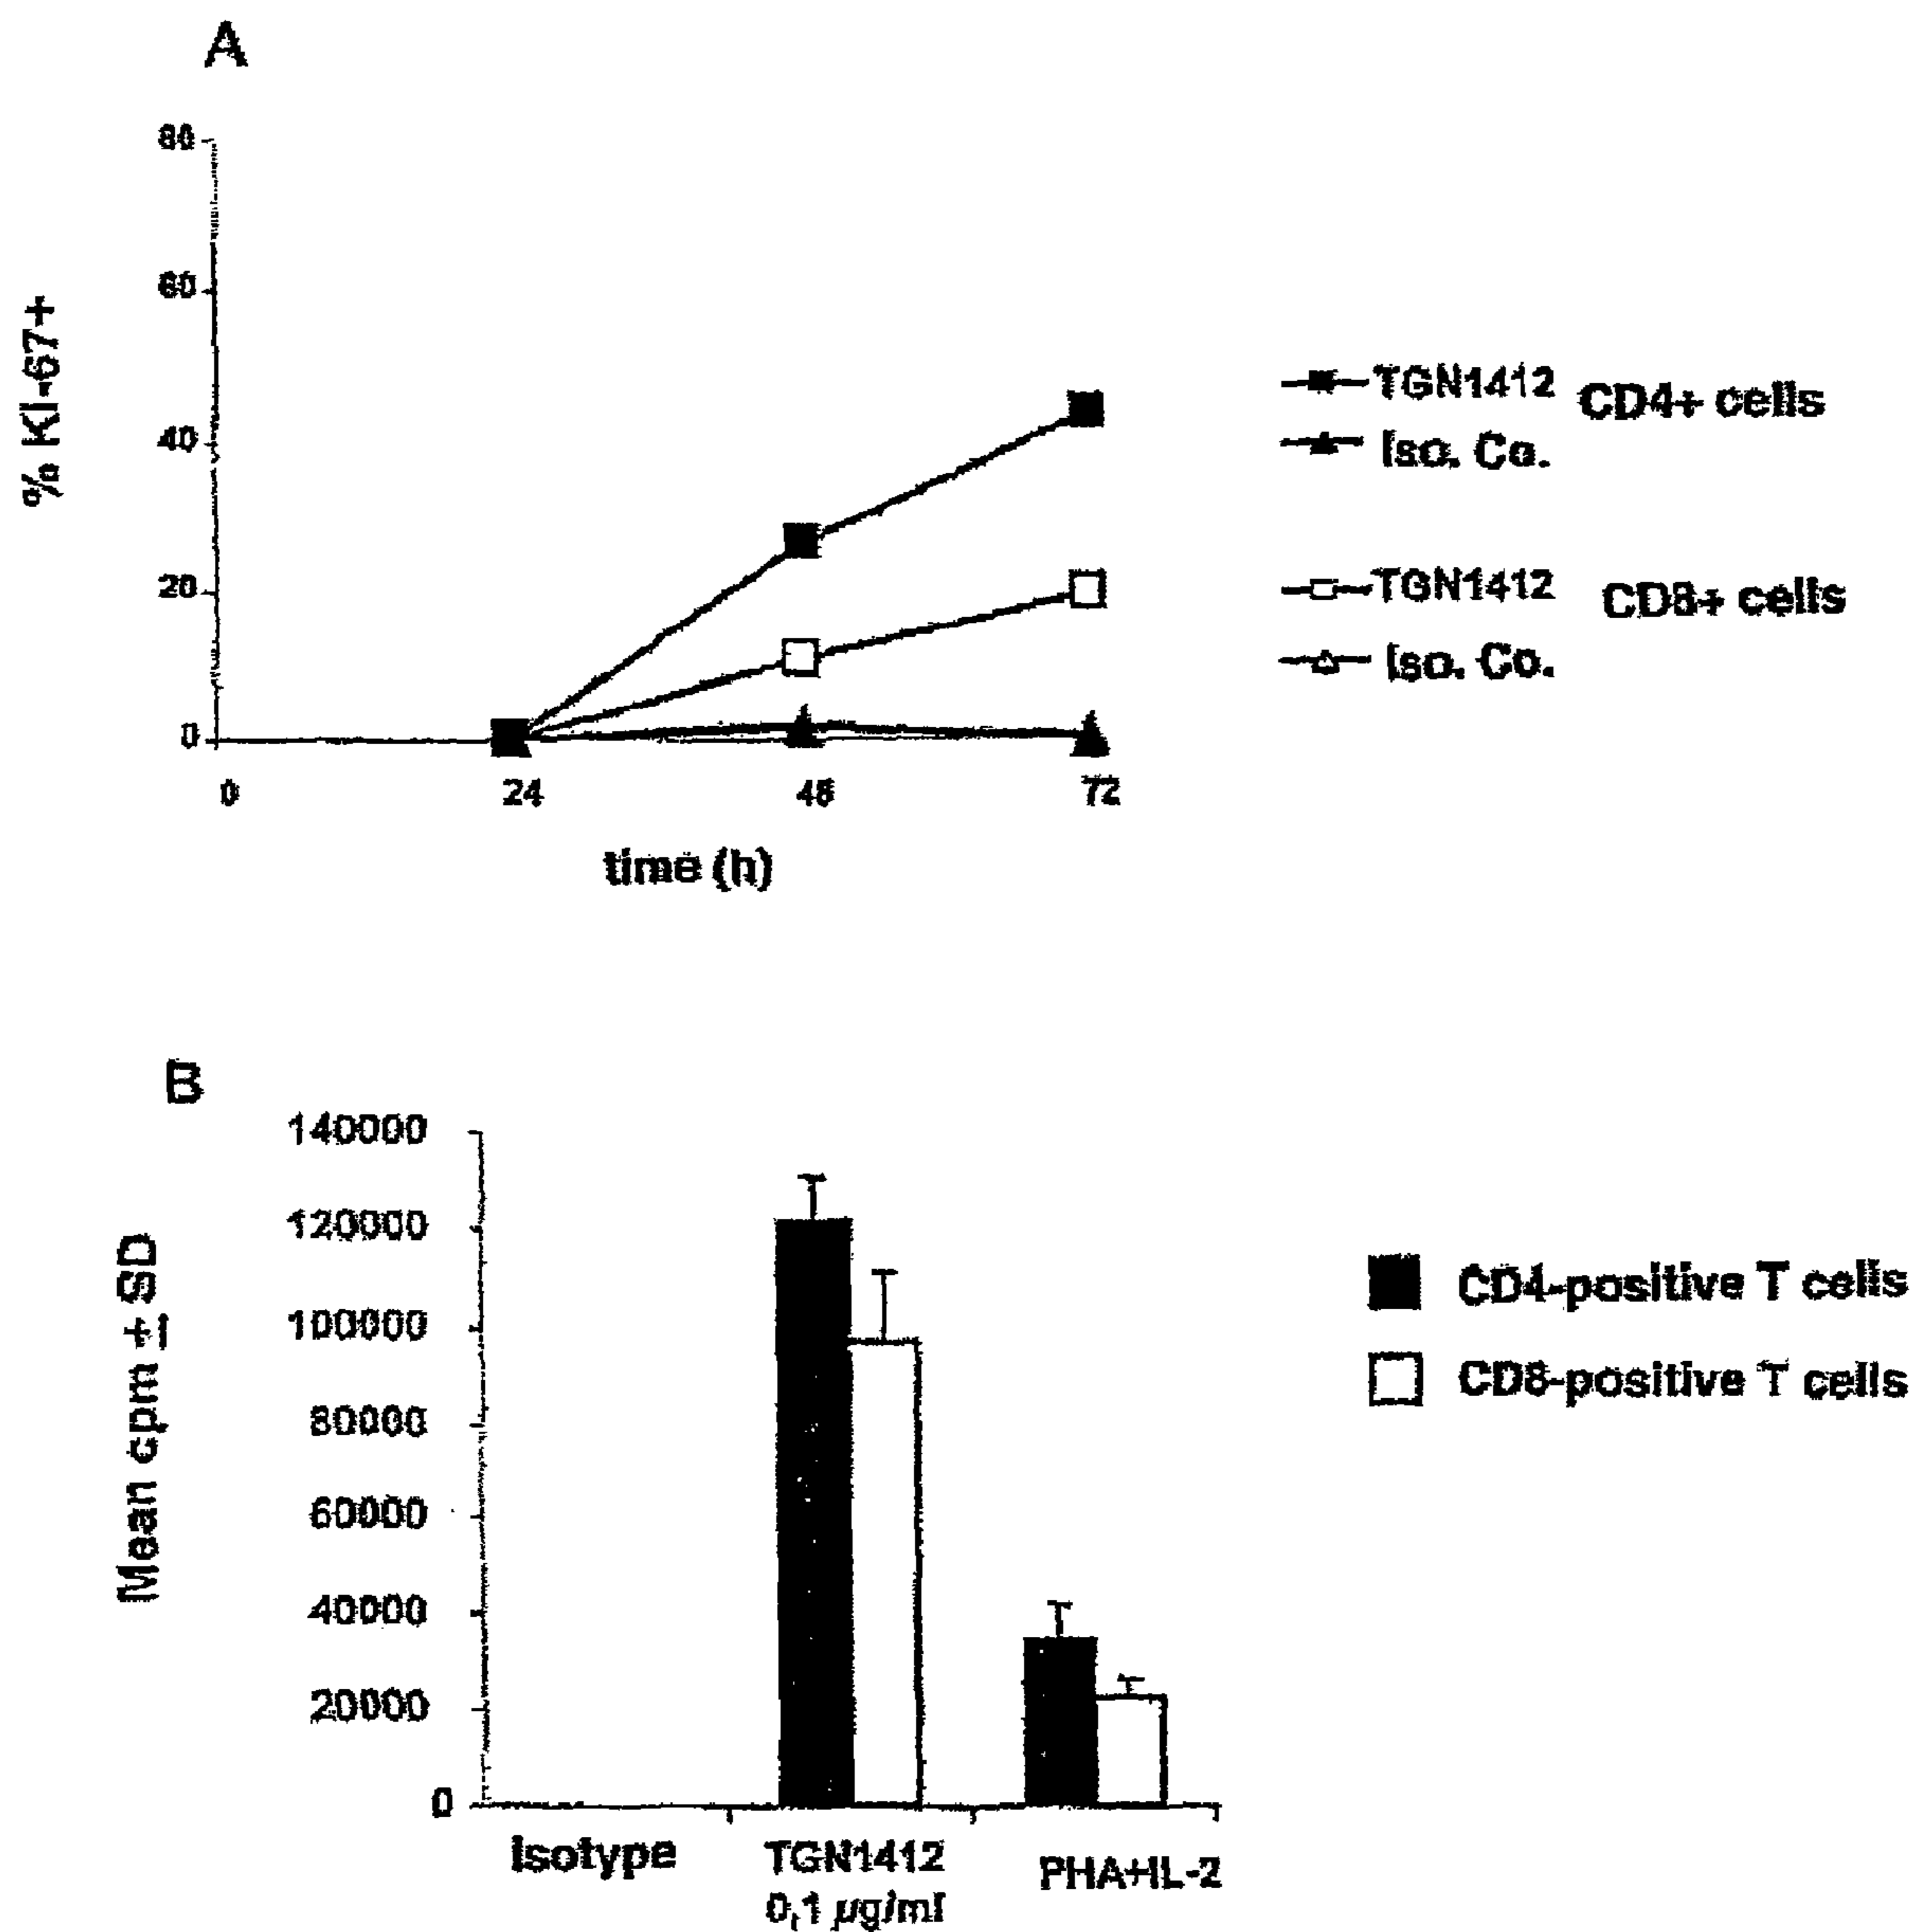 A
80
60
40
20
0
% KI-67+
0 24 48 72
time (h)
TGN1412 CD4+ cells
Iso. Co.
TGN1412 CD8+ cells
Iso. Co.
B
140000
120000
100000
80000
60000
40000
20000
0
Mean cpm ± SD
Isotype TGN1412 PHA+IL-2
0,1 µg/ml
CD4-positive T cells
CD8-positive T cells